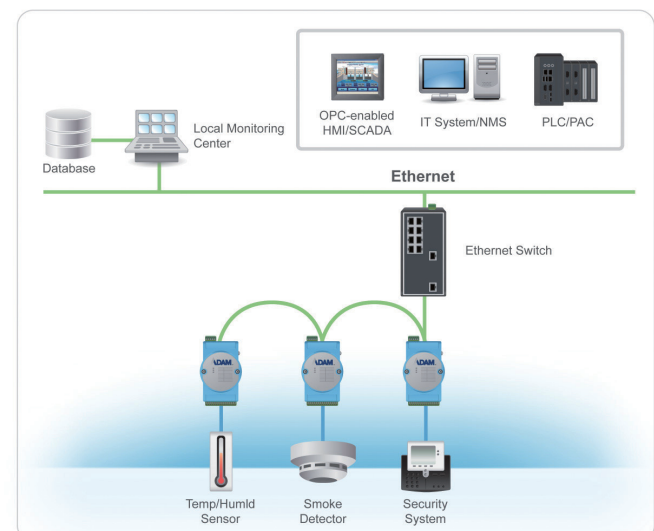 OPC-enabled
HMI/SCADA
IT System/NMS
PLC/PAC
Local Monitoring
Center
Database
Ethernet
Ethernet Switch
ADAM
ADAM
ADAM
Temp/Humld
Sensor
Smoke
Detector
Security
System